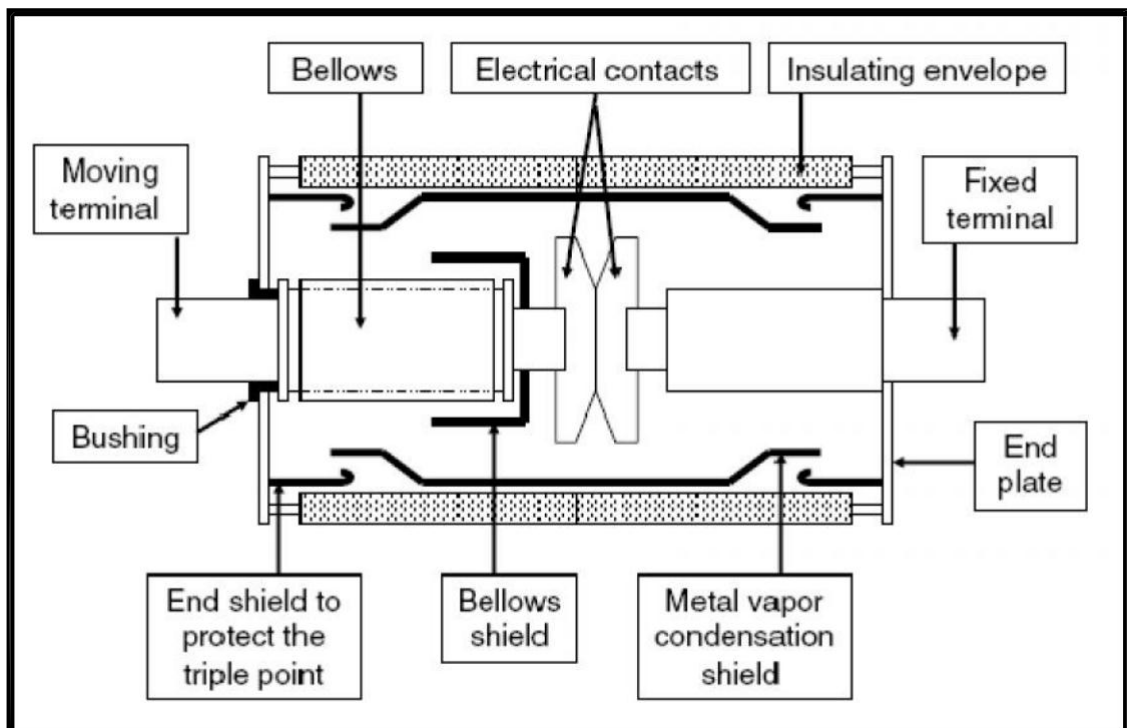 Bellows
Electrical contacts
Insulating envelope
Moving
terminal
Fixed
terminal
Bushing
End
plate
End shield to
protect the
triple point
Bellows
shield
Metal vapor
condensation
shield